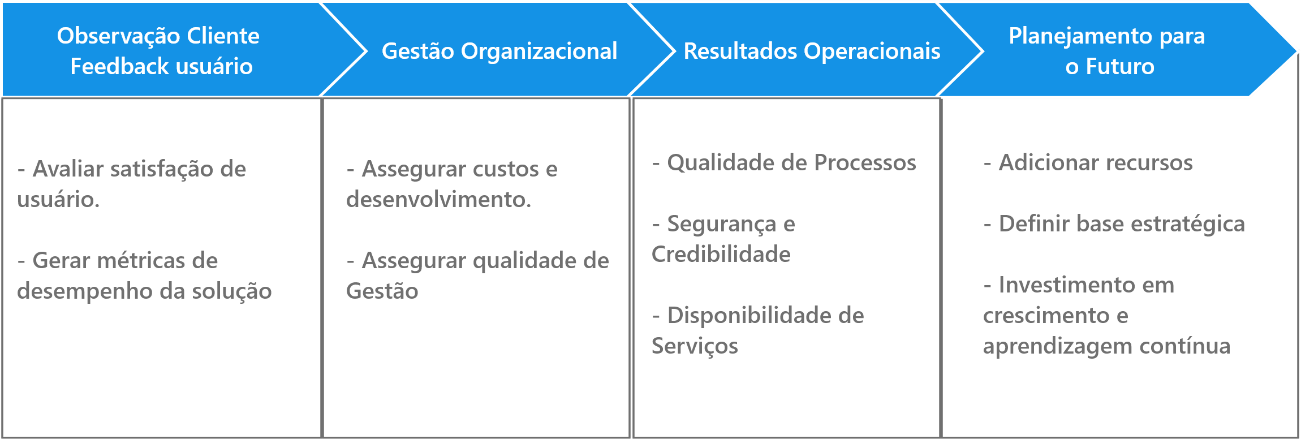 Observação Cliente
Feedback usuário
Gestão Organizacional
Resultados Operacionais
Planejamento para
o Futuro
- Avaliar satisfação de
usuário.
- Gerar métricas de
desempenho da solução
- Assegurar custos e
desenvolvimento.
- Assegurar qualidade de
Gestão
- Qualidade de Processos
- Segurança e
Credibilidade
- Disponibilidade de
Serviços
- Adicionar recursos
- Definir base estratégica
- Investimento em
crescimento e
aprendizagem contínua